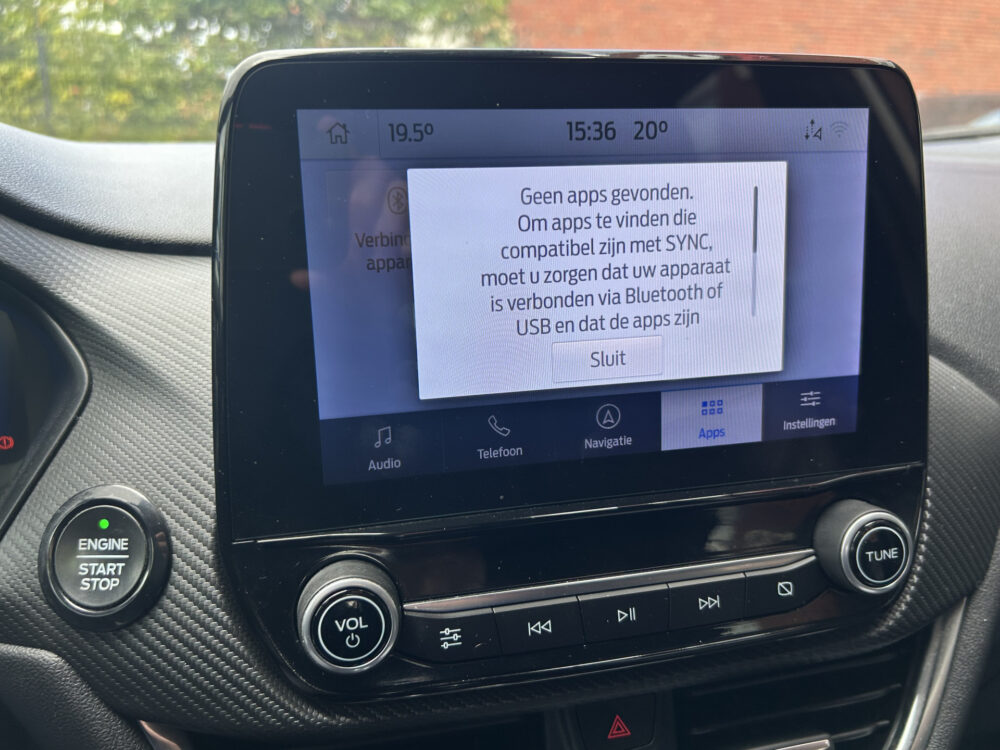 19.5° 15:36 20°
Geen apps gevonden.
Om apps te vinden die
compatibel zijn met SYNC,
moet u zorgen dat uw apparaat
is verbonden via Bluetooth of
USB en dat de apps zijn
Sluit
Verbind
appar
Audio
Telefoon
Navigatie
Apps
Instellingen
ENGINE
START
STOP
VOL
TUNE